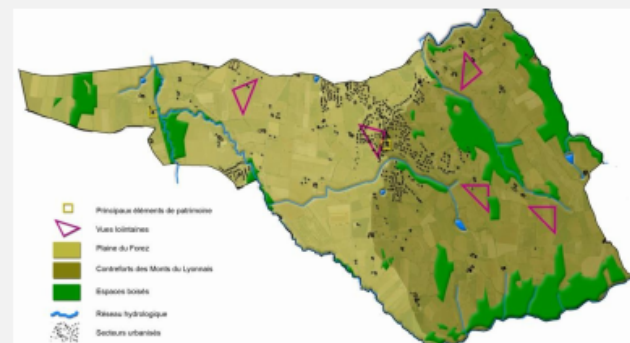 Principaux éléments de patrimoine
Vues lointaines
Plaine du Forez
Contreforts des Monts du Lyonnais
Espaces boisés
Réseau hydrologique
Secteurs urbanisés